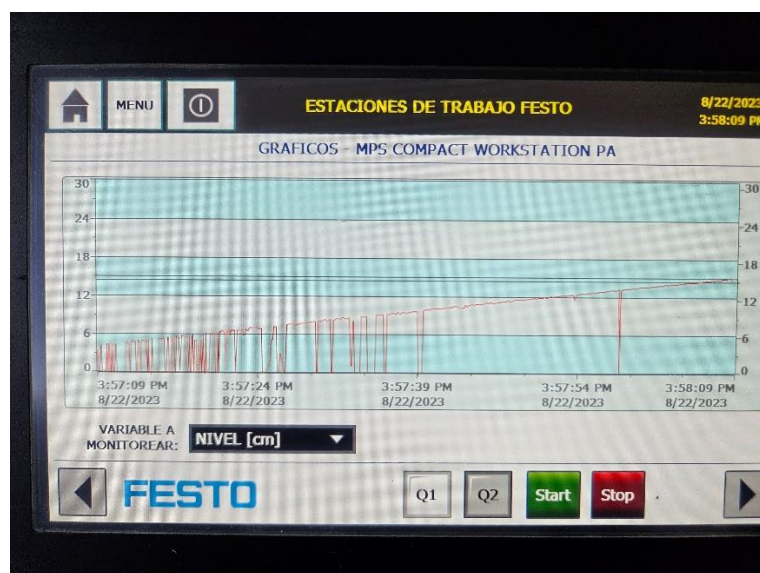 MENU
ESTACIONES DE TRABAJO FESTO
8/22/2023
3:58:09 PM
GRAFICOS - MPS COMPACT WORKSTATION PA
30
24
18
12
6
0
30
24
18
12
6
0
3:57:09 PM 3:57:24 PM 3:57:39 PM 3:57:54 PM 3:58:09 PM
8/22/2023 8/22/2023 8/22/2023 8/22/2023 8/22/2023
VARIABLE A
MONITOREAR: NIVEL [cm]
FESTO Q1 Q2 Start Stop